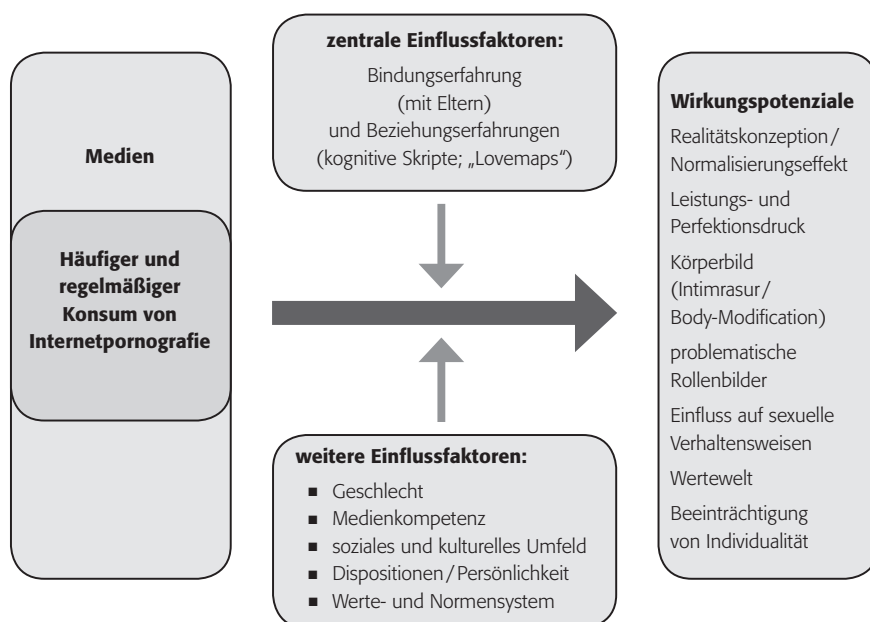 Medien
Häufiger und
regelmäßiger
Konsum von
Internetpornografie
zentrale Einflussfaktoren:
Bindungserfahrung
(mit Eltern)
und Beziehungserfahrungen
(kognitive Skripte; „Lovemaps“)
weitere Einflussfaktoren:
■ Geschlecht
■ Medienkompetenz
■ soziales und kulturelles Umfeld
■ Dispositionen/Persönlichkeit
■ Werte- und Normensystem
Wirkungspotenziale
Realitätskonzeption/
Normalisierungseffekt
Leistungs- und
Perfektionsdruck
Körperbild
(Intimrasur/
Body-Modification)
problematische
Rollenbilder
Einfluss auf sexuelle
Verhaltensweisen
Wertewelt
Beeinträchtigung
von Individualität